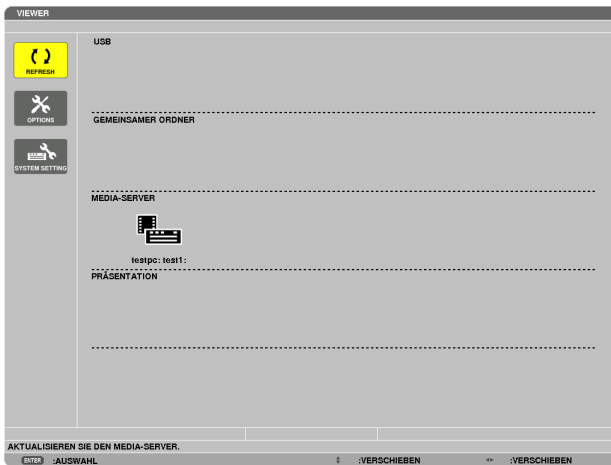 VIEWER
REFRESH
OPTIONS
SYSTEM SETTING
USB
GEMEINSAMER ORDNER
MEDIA-SERVER
testpc: test1:
PRÄSENTATION
AKTUALISIEREN SIE DEN MEDIA-SERVER.
ENTER :AUSWAHL :VERSCHIEBEN :VERSCHIEBEN